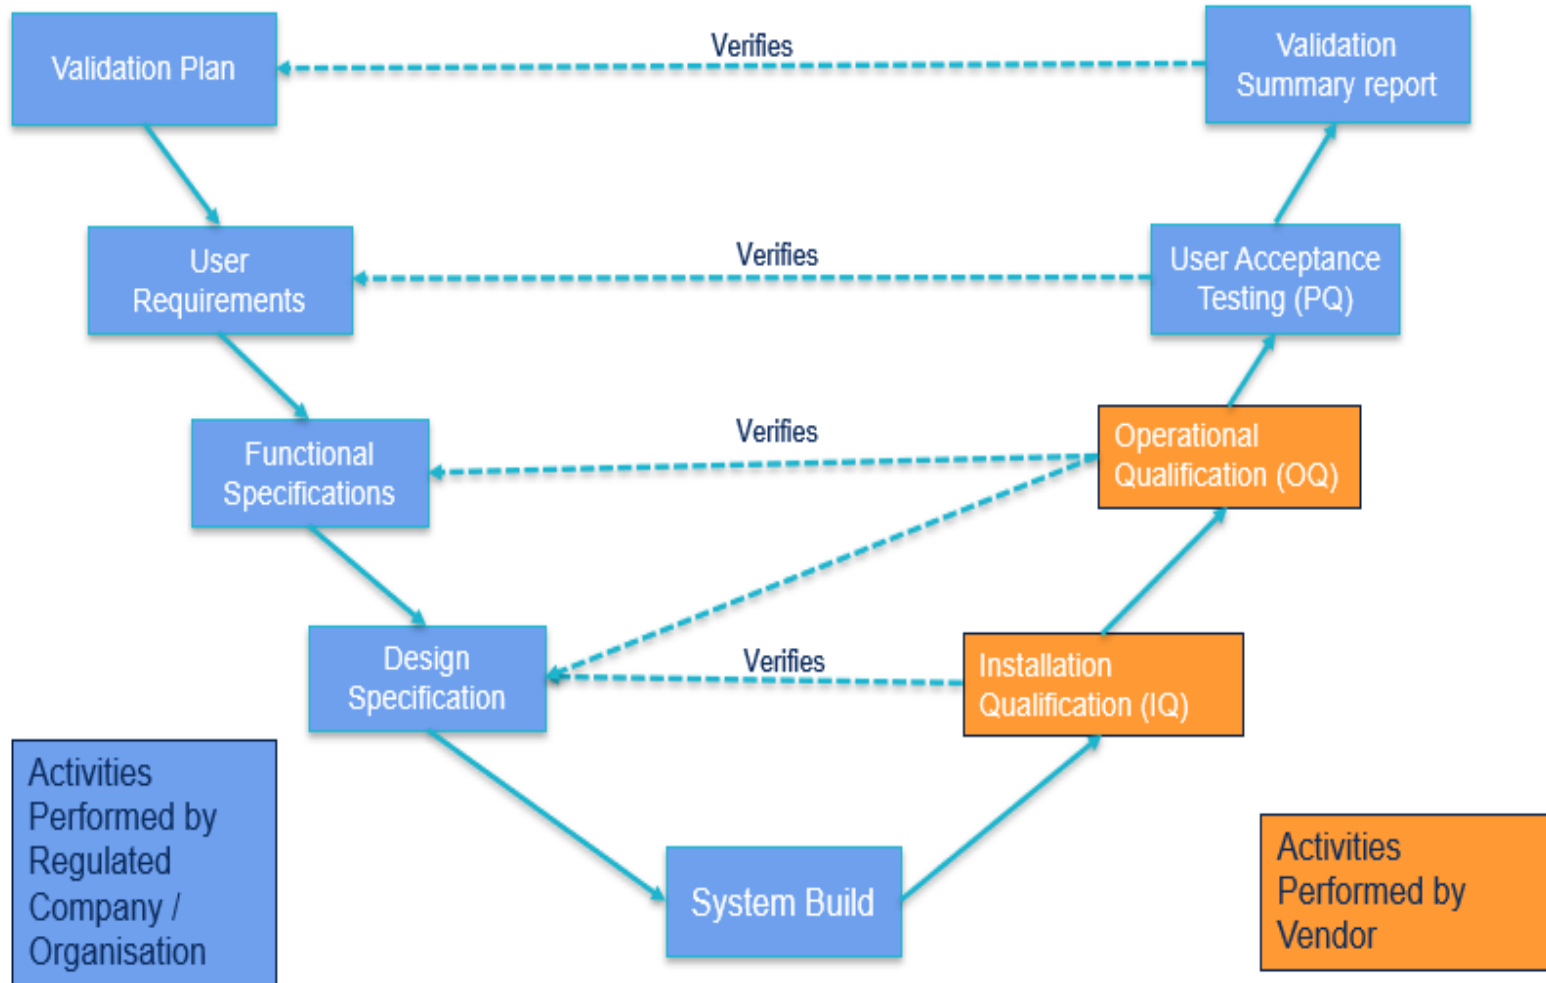 Validation Plan
Verifies
Validation
Summary report
User
Requirements
Verifies
User Acceptance
Testing (PQ)
Functional
Specifications
Verifies
Operational
Qualification (OQ)
Design
Specification
Verifies
Installation
Qualification (IQ)
System Build
Activities
Performed by
Regulated
Company /
Organisation
Activities
Performed by
Vendor